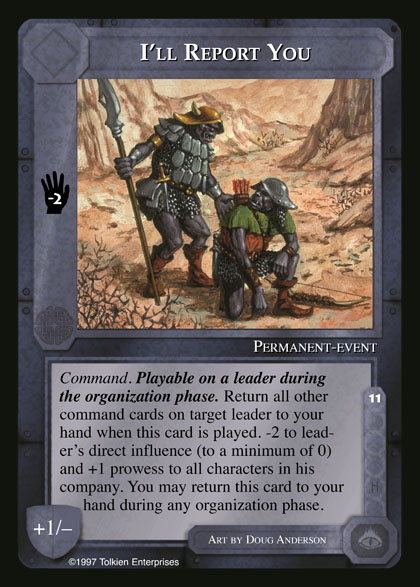 I'LL REPORT YOU
-2
PERMANENT-EVENT
Command. Playable on a leader during
the organization phase. Return all other
command cards on target leader to your
hand when this card is played. -2 to lead-
er's direct influence (to a minimum of 0)
and +1 prowess to all characters in his
company. You may return this card to your
hand during any organization phase.
11
+1/–
ART BY DOUG ANDERSON
©1997 Tolkien Enterprises